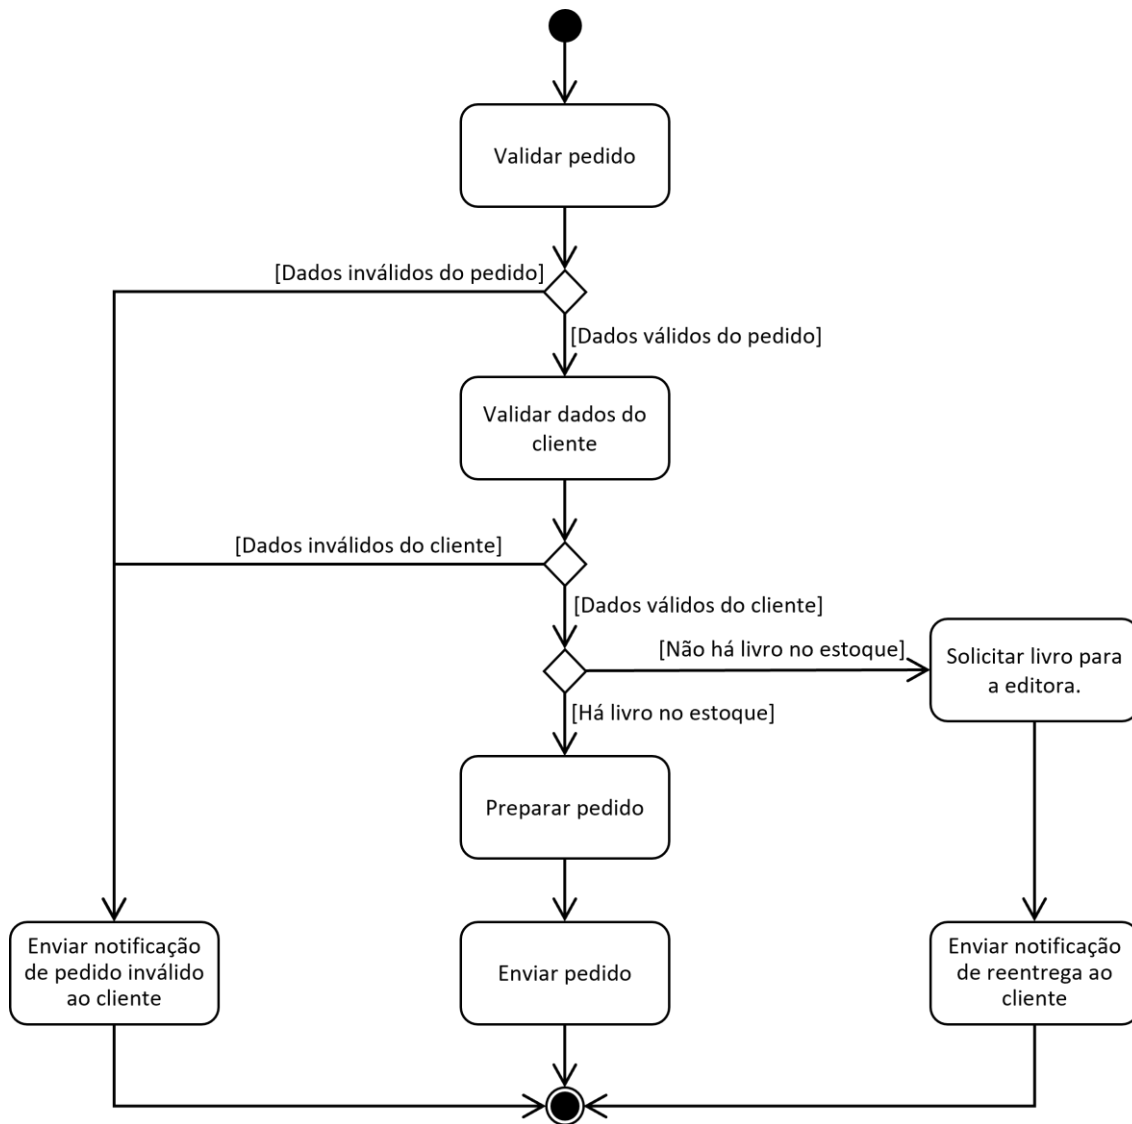 Validar pedido
[Dados inválidos do pedido]
[Dados válidos do pedido]
Validar dados do
cliente
[Dados inválidos do cliente]
[Dados válidos do cliente]
[Não há livro no estoque]
Solicitar livro para
a editora.
[Há livro no estoque]
Preparar pedido
Enviar notificação
de pedido inválido
ao cliente
Enviar pedido
Enviar notificação
de reentrega ao
cliente